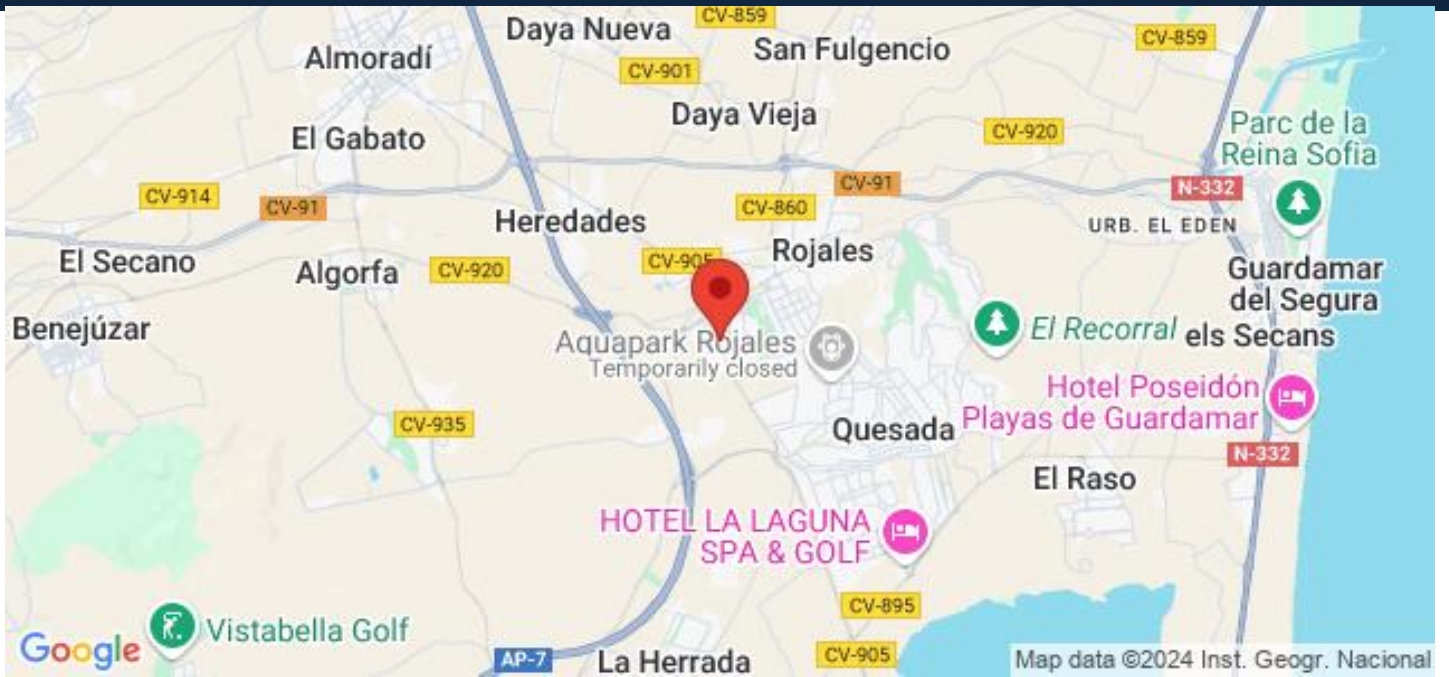 CV-859
Daya Nueva
San Fulgencio
CV-859
Almoradí
CV-901
Daya Vieja
Parc de la
Reina Sofia
CV-920
El Gabato
CV-91
N-332
CV-914
CV-91
CV-860
Heredades
URB. EL EDEN
Rojales
El Secano
CV-905
Algorfa
CV-920
Guardamar
del Segura
Benejúzar
El Recorral
els Secans
Aquapark Rojales
Temporarily closed
Hotel Poseidón
Playas de Guardamar
CV-935
Quesada
N-332
El Raso
HOTEL LA LAGUNA
SPA & GOLF
CV-895
Vistabella Golf
Google
AP-7
La Herrada
CV-905
Map data ©2024 Inst. Geogr. Nacional